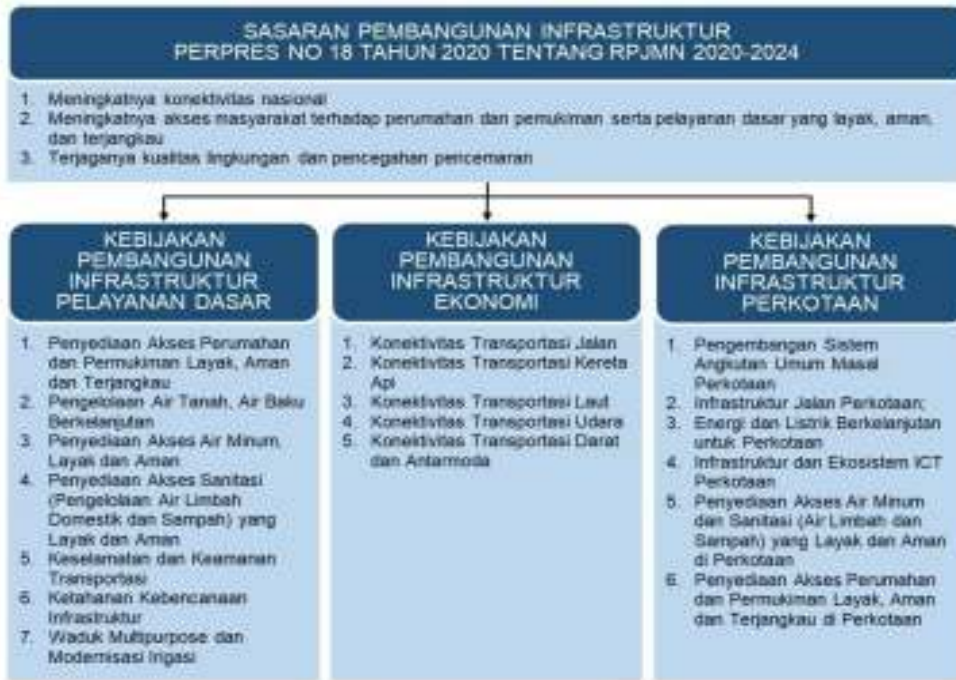 SASARAN PEMBANGUNAN INFRASTRUKTUR
PERPRES NO 18 TAHUN 2020 TENTANG RPJMN 2020-2024
1. Meningkatnya konektivitas nasional
2. Meningkatnya akses masyarakat terhadap perumahan dan pemukiman serta pelayanan dasar yang layak, aman,
dan terjangkau
3. Terjaganya kualitas lingkungan dan pencegahan pencemaran
KEBIJAKAN
PEMBANGUNAN
INFRASTRUKTUR
PELAYANAN DASAR
1. Penyediaan Akses Perumahan
dan Permukiman Layak, Aman
dan Terjangkau
2. Pengelolaan Air Tanah, Air Baku
Berkelanjutan
3. Penyediaan Akses Air Minum,
Layak dan Aman
4. Penyediaan Akses Sanitasi
(Pengelolaan Air Limbah
Domestik dan Sampah) yang
Layak dan Aman
5. Keselamatan dan Keamanan
Transportasi
6. Ketahanan Kebencanaan
Infrastruktur
7. Waduk Multipurpose dan
Modernisasi Irigasi
KEBIJAKAN
PEMBANGUNAN
INFRASTRUKTUR
EKONOMI
1. Konektivitas Transportasi Jalan
2. Konektivitas Transportasi Kereta
Api
3. Konektivitas Transportasi Laut
4. Konektivitas Transportasi Udara
5. Konektivitas Transportasi Darat
dan Antarmoda
KEBIJAKAN
PEMBANGUNAN
INFRASTRUKTUR
PERKOTAAN
1. Pengembangan Sistem
Angkutan Umum Masal
Perkotaan
2. Infrastruktur Jalan Perkotaan;
3. Energi dan Listrik Berkelanjutan
untuk Perkotaan
4. Infrastruktur dan Ekosistem ICT
Perkotaan
5. Penyediaan Akses Air Minum
dan Sanitasi (Air Limbah dan
Sampah) yang Layak dan Aman
di Perkotaan
6. Penyediaan Akses Perumahan
dan Permukiman Layak, Aman
dan Terjangkau di Perkotaan